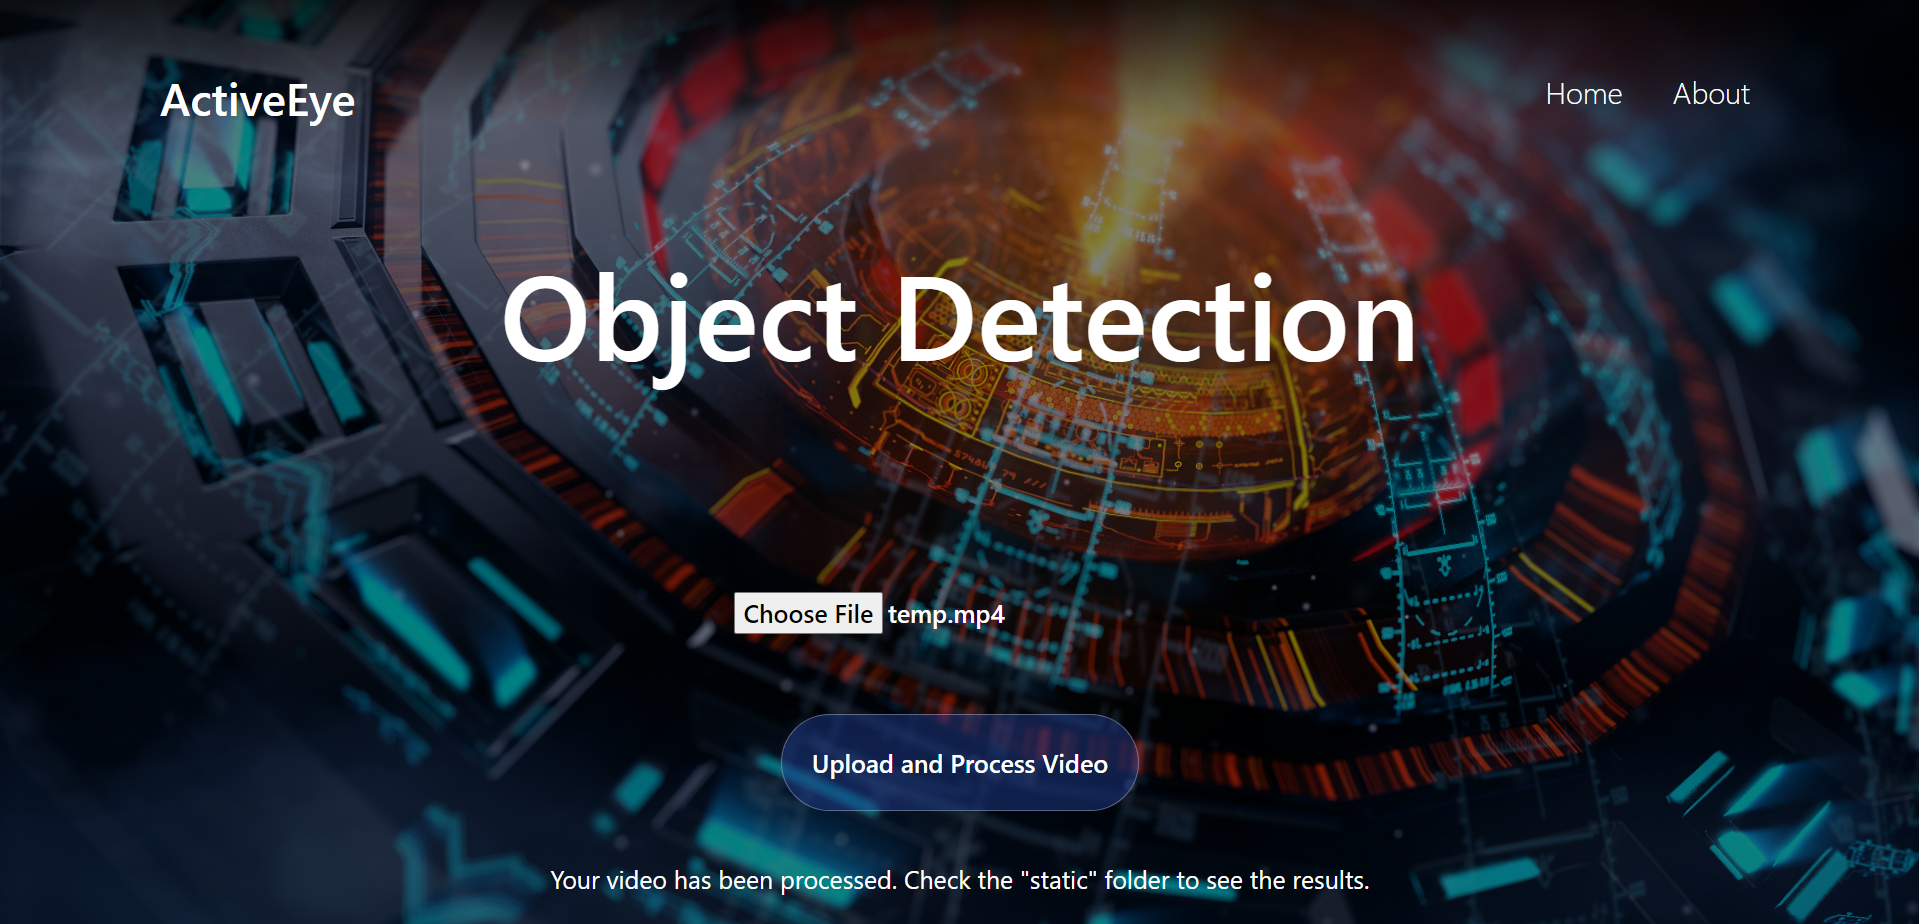 ActiveEye
Home
About
Object Detection
Choose File temp.mp4
Upload and Process Video
Your video has been processed. Check the "static" folder to see the results.